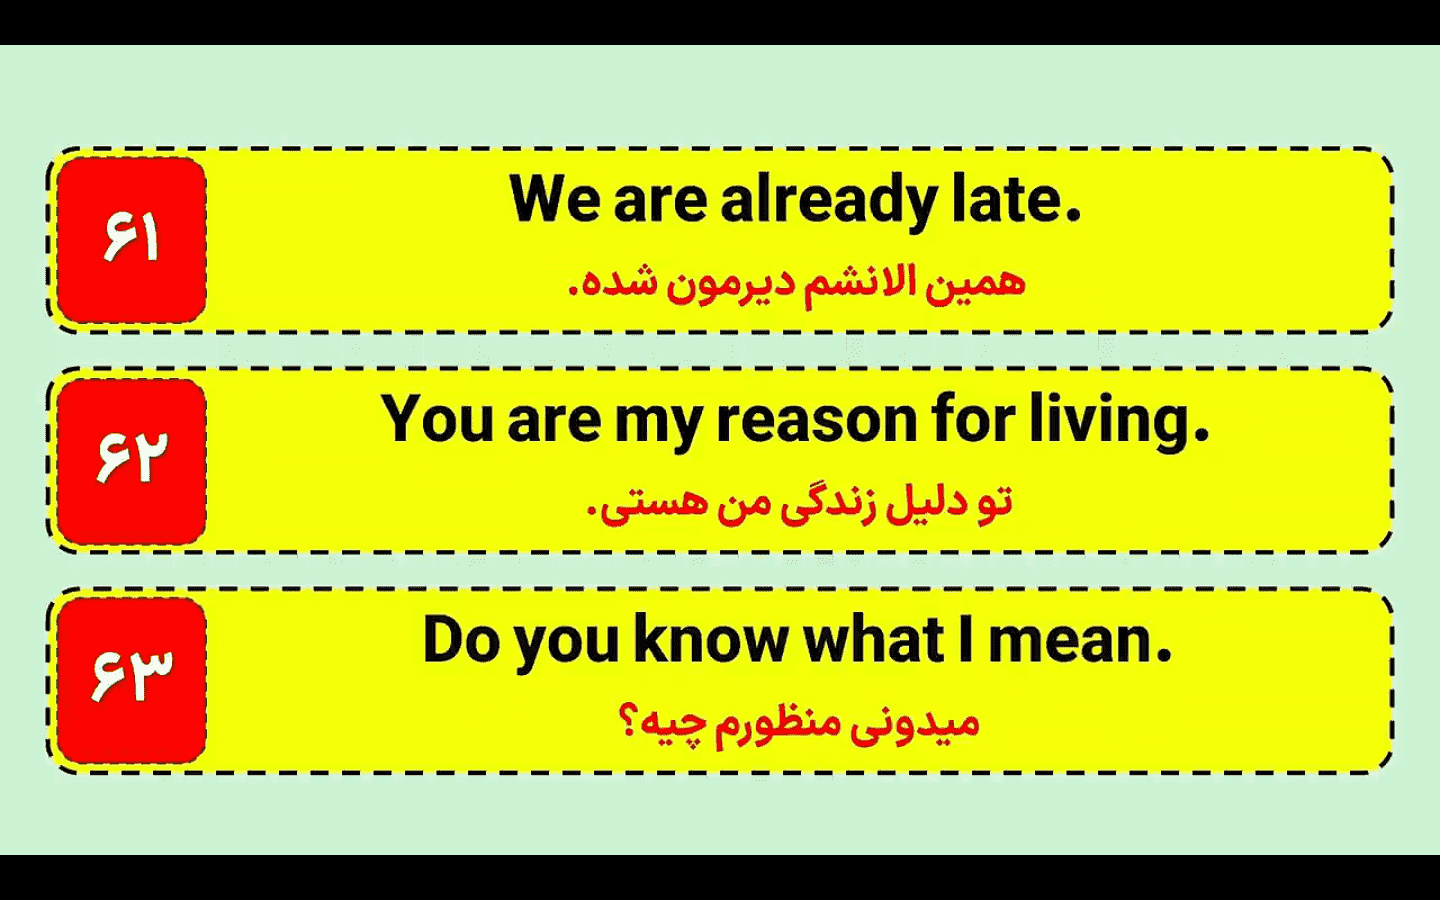 ۶۱
We are already late.
همین الانشم دیرمون شده.
۶۲
You are my reason for living.
تو دلیل زندگی من هستی.
۶۳
Do you know what I mean.
میدونی منظورم چیه؟